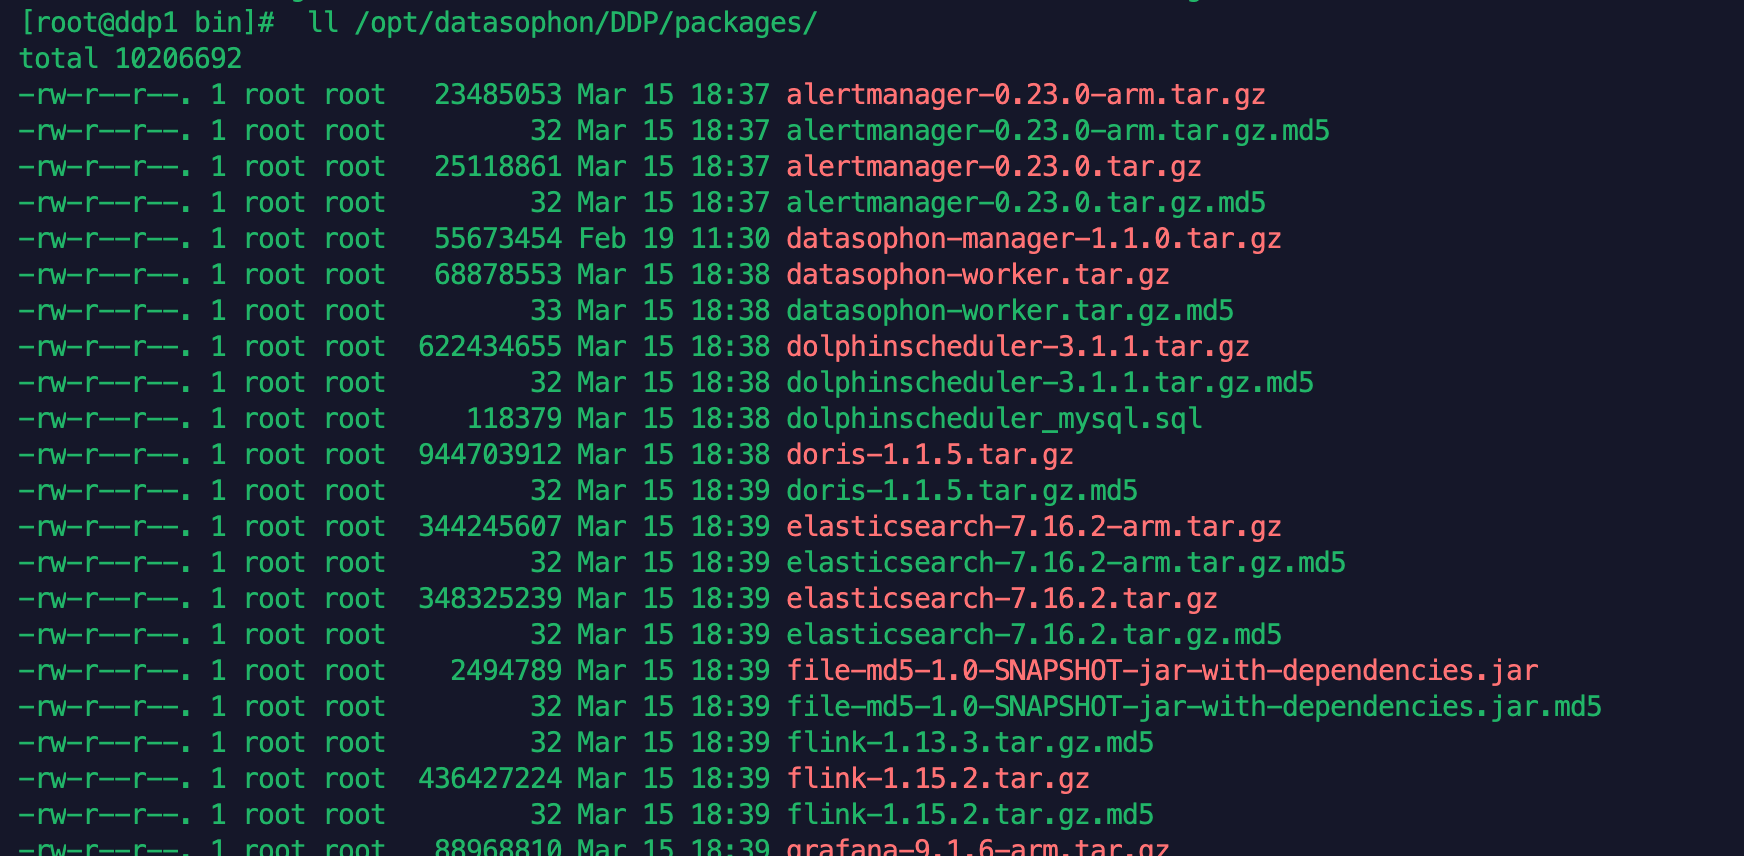 [root@ddp1 bin]#  ll /opt/datasophon/DDP/packages/
total 10206692
-rw-r--r--. 1 root root   23485053 Mar 15 18:37 alertmanager-0.23.0-arm.tar.gz
-rw-r--r--. 1 root root         32 Mar 15 18:37 alertmanager-0.23.0-arm.tar.gz.md5
-rw-r--r--. 1 root root   25118861 Mar 15 18:37 alertmanager-0.23.0.tar.gz
-rw-r--r--. 1 root root         32 Mar 15 18:37 alertmanager-0.23.0.tar.gz.md5
-rw-r--r--. 1 root root   55673454 Feb 19 11:30 datasophon-manager-1.1.0.tar.gz
-rw-r--r--. 1 root root   68878553 Mar 15 18:38 datasophon-worker.tar.gz
-rw-r--r--. 1 root root         33 Mar 15 18:38 datasophon-worker.tar.gz.md5
-rw-r--r--. 1 root root  622434655 Mar 15 18:38 dolphinscheduler-3.1.1.tar.gz
-rw-r--r--. 1 root root         32 Mar 15 18:38 dolphinscheduler-3.1.1.tar.gz.md5
-rw-r--r--. 1 root root     118379 Mar 15 18:38 dolphinscheduler_mysql.sql
-rw-r--r--. 1 root root  944703912 Mar 15 18:38 doris-1.1.5.tar.gz
-rw-r--r--. 1 root root         32 Mar 15 18:39 doris-1.1.5.tar.gz.md5
-rw-r--r--. 1 root root  344245607 Mar 15 18:39 elasticsearch-7.16.2-arm.tar.gz
-rw-r--r--. 1 root root         32 Mar 15 18:39 elasticsearch-7.16.2-arm.tar.gz.md5
-rw-r--r--. 1 root root  348325239 Mar 15 18:39 elasticsearch-7.16.2.tar.gz
-rw-r--r--. 1 root root         32 Mar 15 18:39 elasticsearch-7.16.2.tar.gz.md5
-rw-r--r--. 1 root root    2494789 Mar 15 18:39 file-md5-1.0-SNAPSHOT-jar-with-dependencies.jar
-rw-r--r--. 1 root root         32 Mar 15 18:39 file-md5-1.0-SNAPSHOT-jar-with-dependencies.jar.md5
-rw-r--r--. 1 root root         32 Mar 15 18:39 flink-1.13.3.tar.gz.md5
-rw-r--r--. 1 root root  436427224 Mar 15 18:39 flink-1.15.2.tar.gz
-rw-r--r--. 1 root root         32 Mar 15 18:39 flink-1.15.2.tar.gz.md5
-rw-r--r--. 1 root root   88968810 Mar 15 18:39 grafana-9.1.6-arm.tar.gz